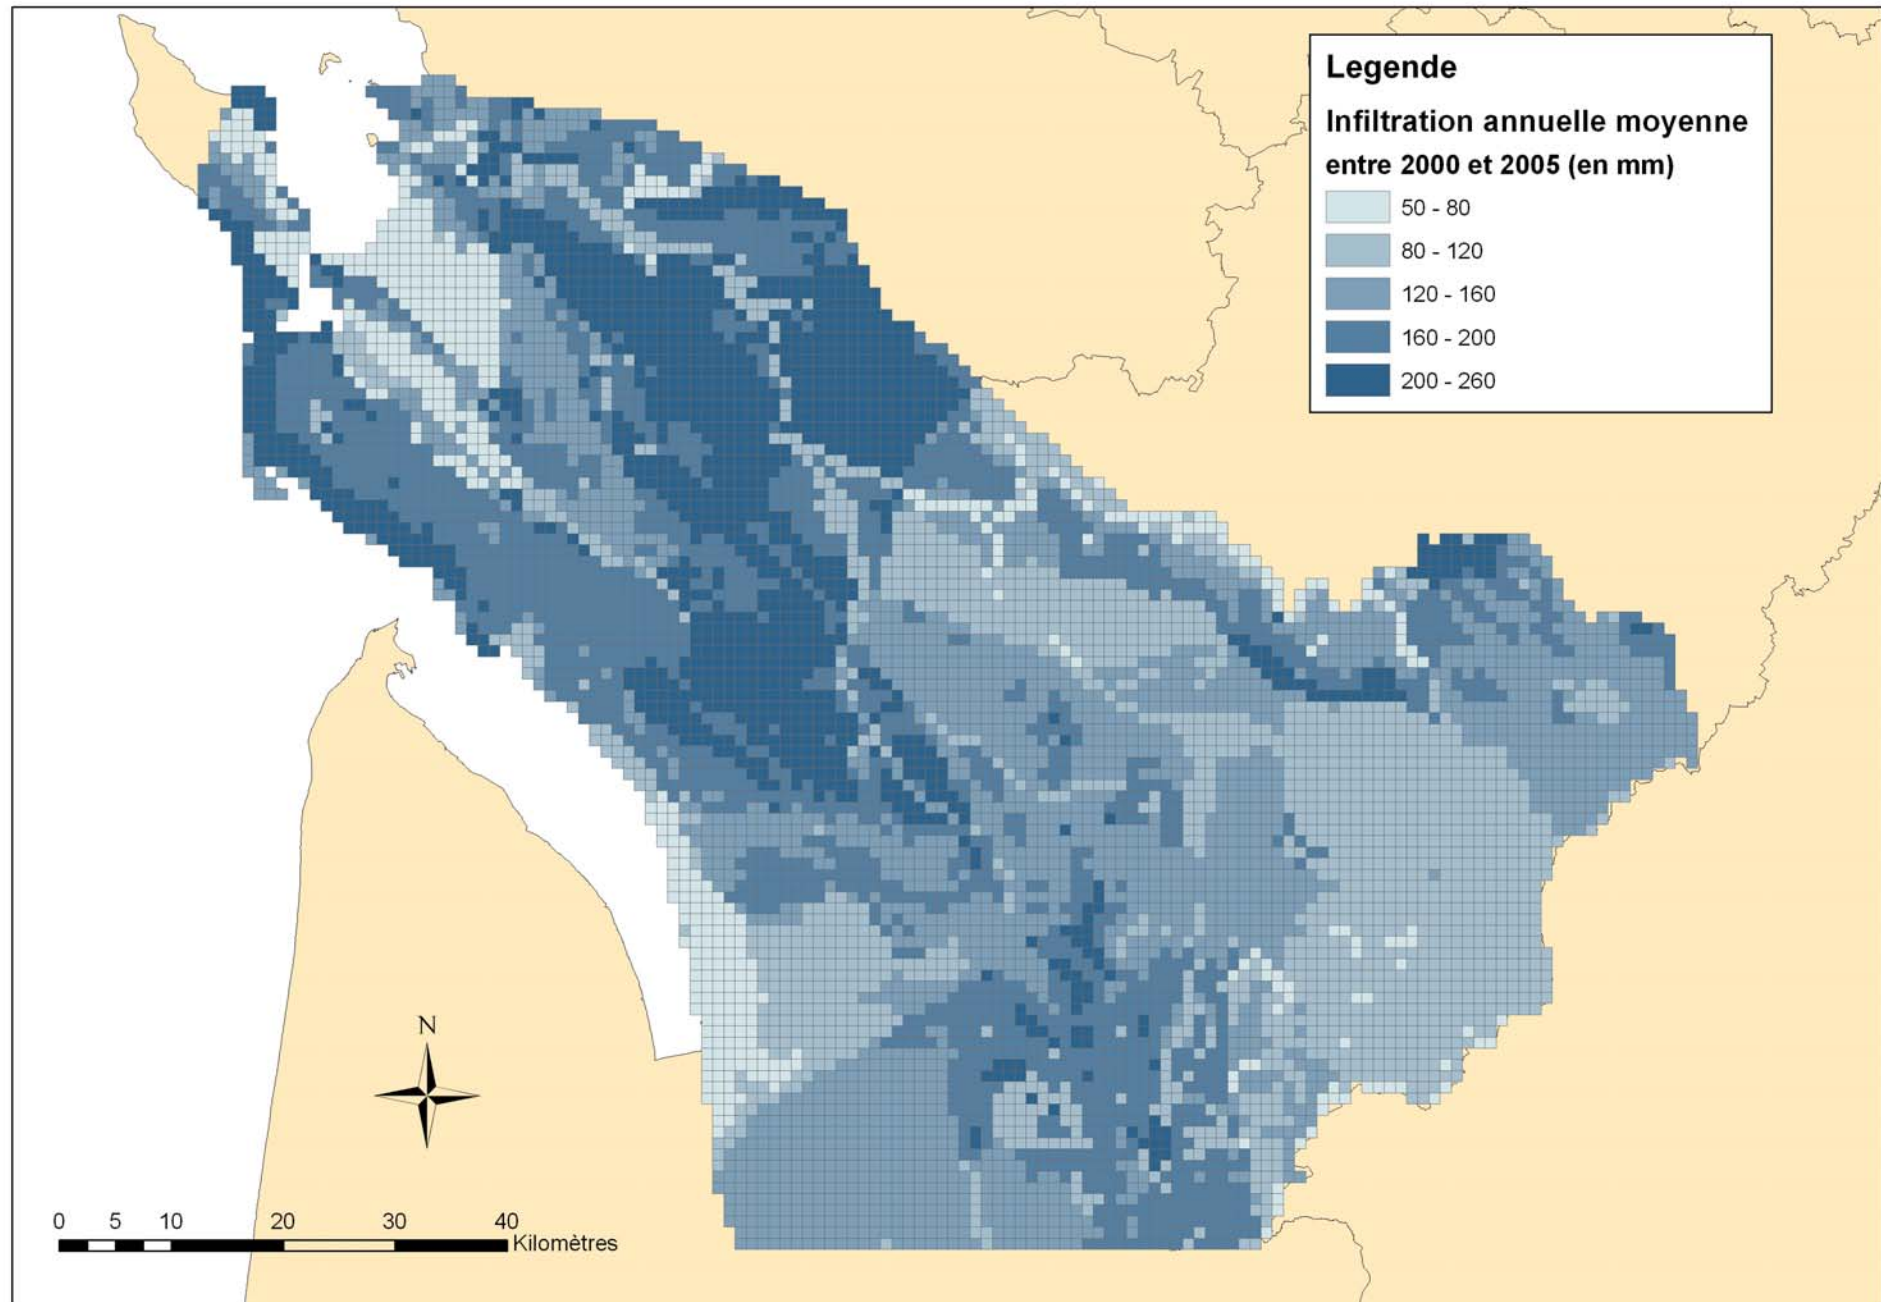 Legende
Infiltration annuelle moyenne
entre 2000 et 2005 (en mm)
50 - 80
80 - 120
120 - 160
160 - 200
200 - 260
N
0 5 10 20 30 40
Kilomètres